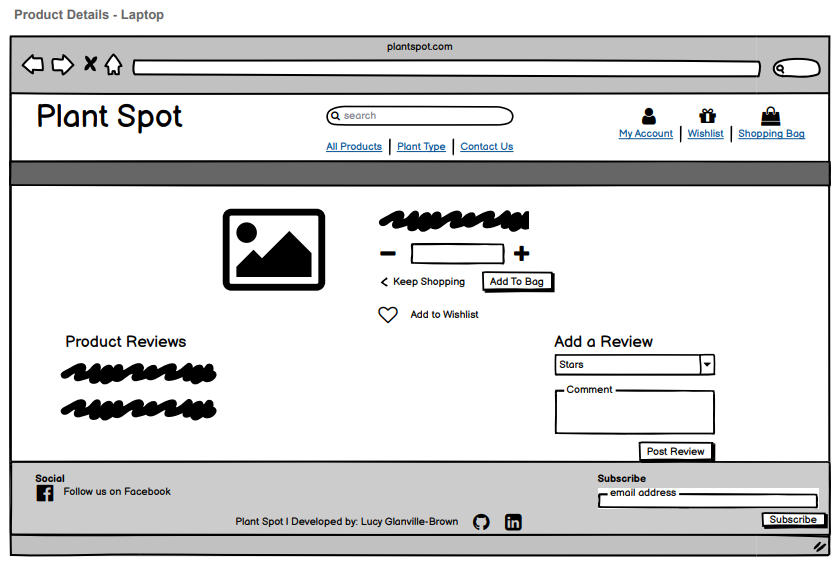 Product Details - Laptop
plantspot.com
Plant Spot
search
All Products | Plant Type | Contact Us
My Account | Wishlist | Shopping Bag
Keep Shopping
Add To Bag
Add to Wishlist
Product Reviews
Add a Review
Stars
Comment
Post Review
Social
Follow us on Facebook
Subscribe
email address
Subscribe
Plant Spot I Developed by: Lucy Glanville-Brown